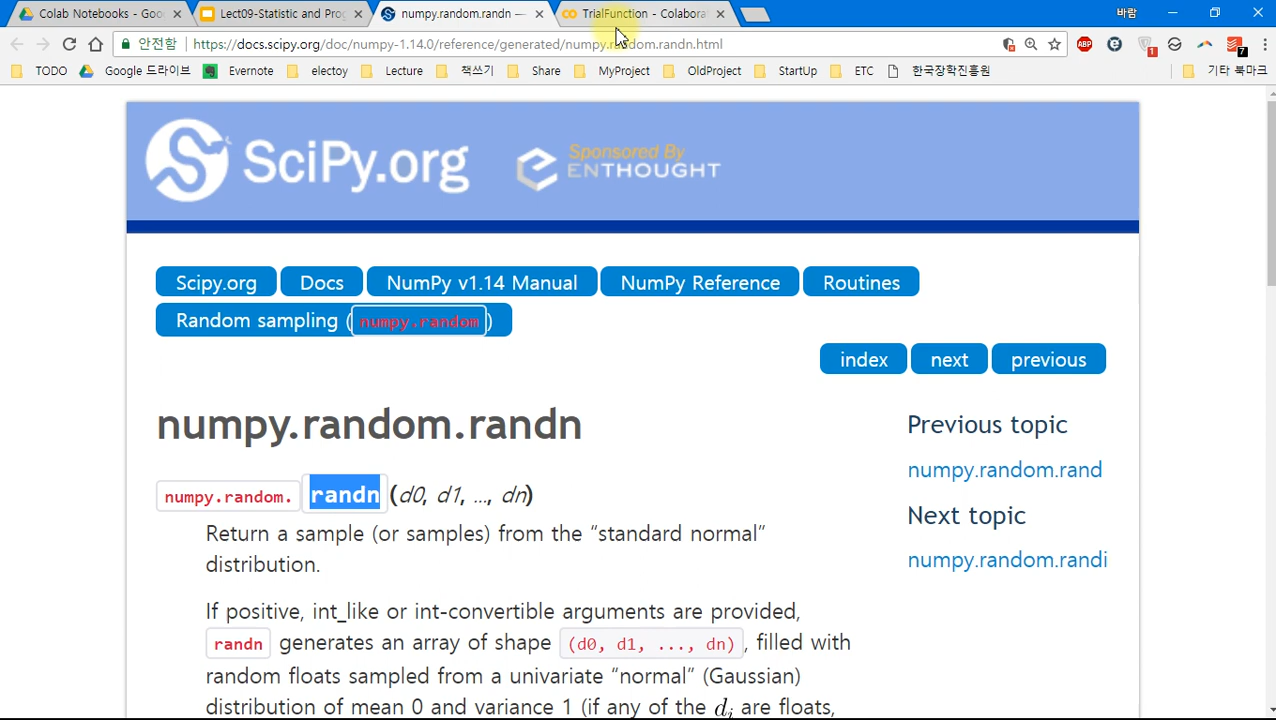 Colab Notebooks - Goo
Lect09-Statistic and Pro
numpy.random.randn —
TrialFunction - Colaborat
바람
안전함
https://docs.scipy.org/doc/numpy-1.14.0/reference/generated/numpy.random.randn.html
ABP
1
7
TODO
Google 드라이브
Evernote
electoy
Lecture
책쓰기
Share
MyProject
OldProject
StartUp
ETC
한국장학진흥원
기타 북마크
SciPy.org
Sponsored By
ENTHOUGHT
Scipy.org
Docs
NumPy v1.14 Manual
NumPy Reference
Routines
Random sampling (numpy.random)
index
next
previous
numpy.random.randn
numpy.random.randn(d0, d1, ..., dn)
Return a sample (or samples) from the “standard normal”
distribution.
If positive, int_like or int-convertible arguments are provided,
randn generates an array of shape (d0, d1, ..., dn), filled with
random floats sampled from a univariate “normal” (Gaussian)
distribution of mean 0 and variance 1 (if any of the di are floats,
Previous topic
numpy.random.rand
Next topic
numpy.random.randi